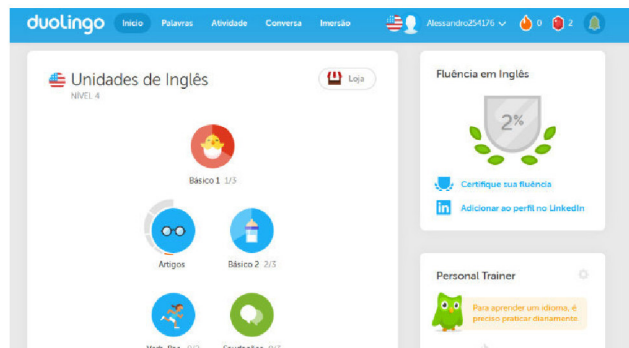 duolingo Início Palavras Atividade Conversa Imersão Alessandro254176 0 2
Unidades de Inglês
NÍVEL 4
Loja
Básico 1 1/3
Artigos
Básico 2 2/3
Fluência em Inglês
2%
Certifique sua fluência
Adicionar ao perfil no LinkedIn
Personal Trainer
Para aprender um idioma, é
preciso praticar diariamente.